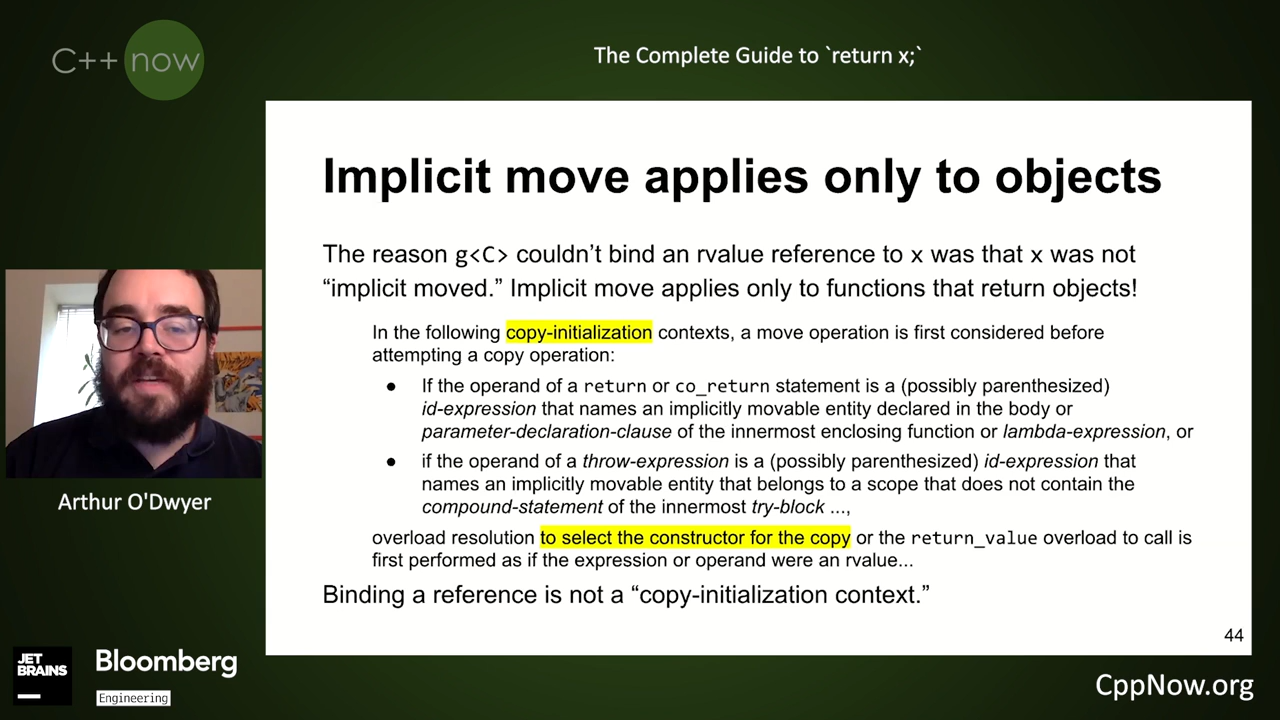 C++ now
The Complete Guide to `return x;`
Implicit move applies only to objects
The reason g<C> couldn’t bind an rvalue reference to x was that x was not
“implicit moved.” Implicit move applies only to functions that return objects!
In the following copy-initialization contexts, a move operation is first considered before
attempting a copy operation:
● If the operand of a return or co_return statement is a (possibly parenthesized)
id-expression that names an implicitly movable entity declared in the body or
parameter-declaration-clause of the innermost enclosing function or lambda-expression, or
● if the operand of a throw-expression is a (possibly parenthesized) id-expression that
names an implicitly movable entity that belongs to a scope that does not contain the
compound-statement of the innermost try-block ...,
overload resolution to select the constructor for the copy or the return_value overload to call is
first performed as if the expression or operand were an rvalue...
Binding a reference is not a “copy-initialization context.”
44
Arthur O'Dwyer
JET
BRAINS
Bloomberg
Engineering
CppNow.org